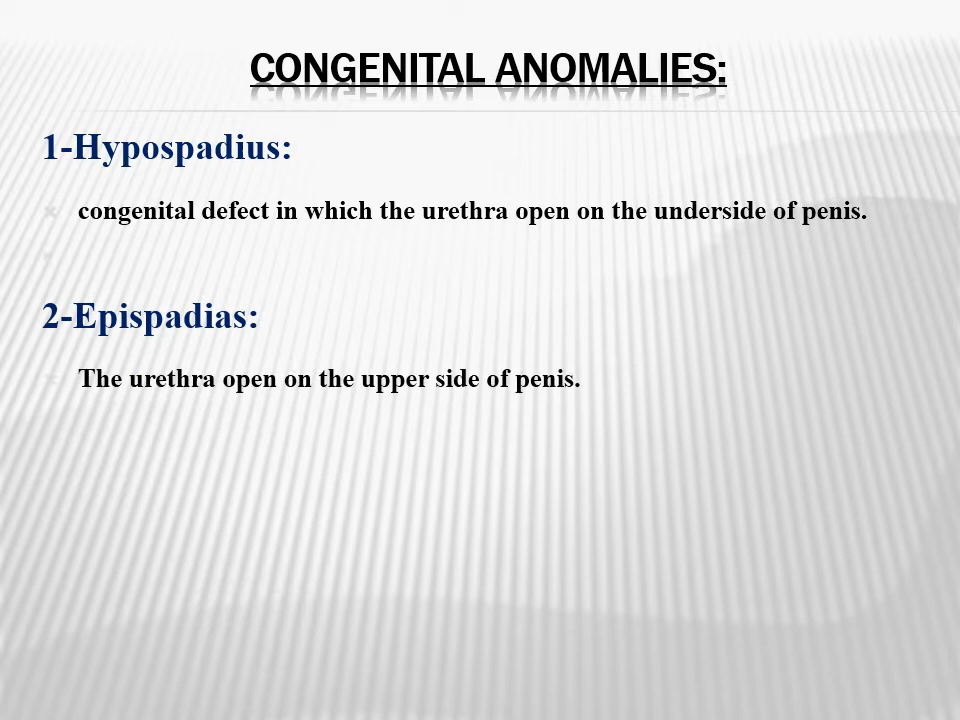 CONGENITAL ANOMALIES:
1-Hypospadius:
congenital defect in which the urethra open on the underside of penis.
2-Epispadias:
The urethra open on the upper side of penis.